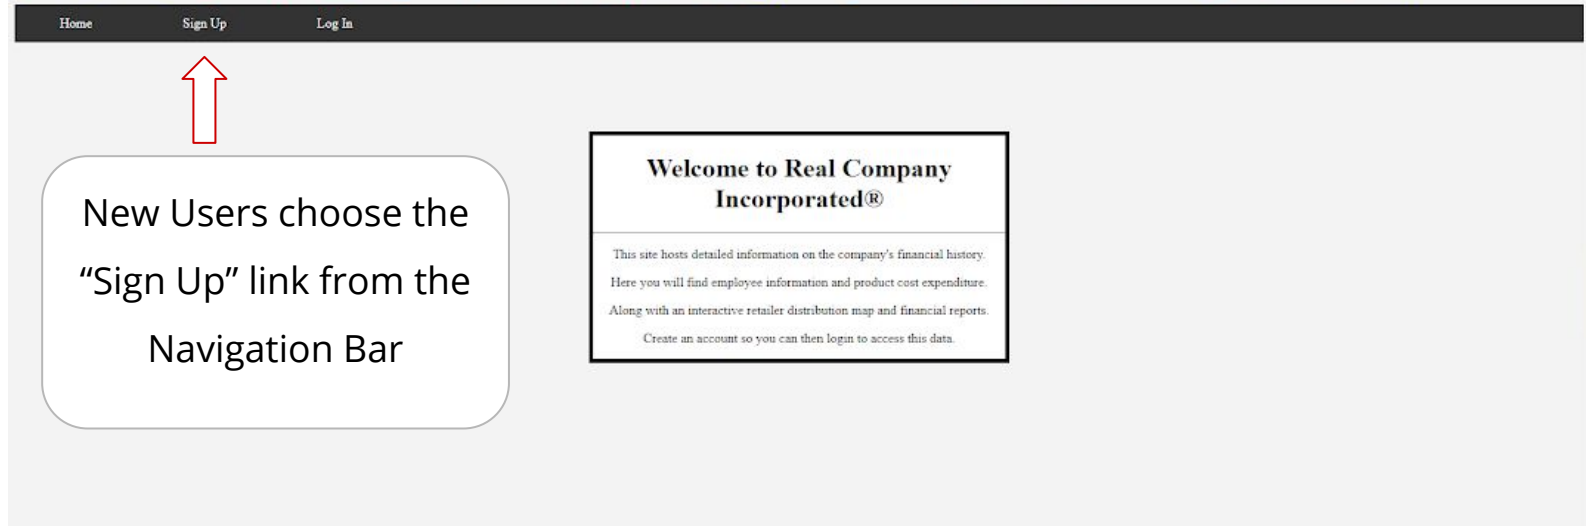 Home Sign Up Log In
New Users choose the
“Sign Up” link from the
Navigation Bar
Welcome to Real Company
Incorporated®
This site hosts detailed information on the company's financial history.
Here you will find employee information and product cost expenditure.
Along with an interactive retailer distribution map and financial reports.
Create an account so you can then login to access this data.